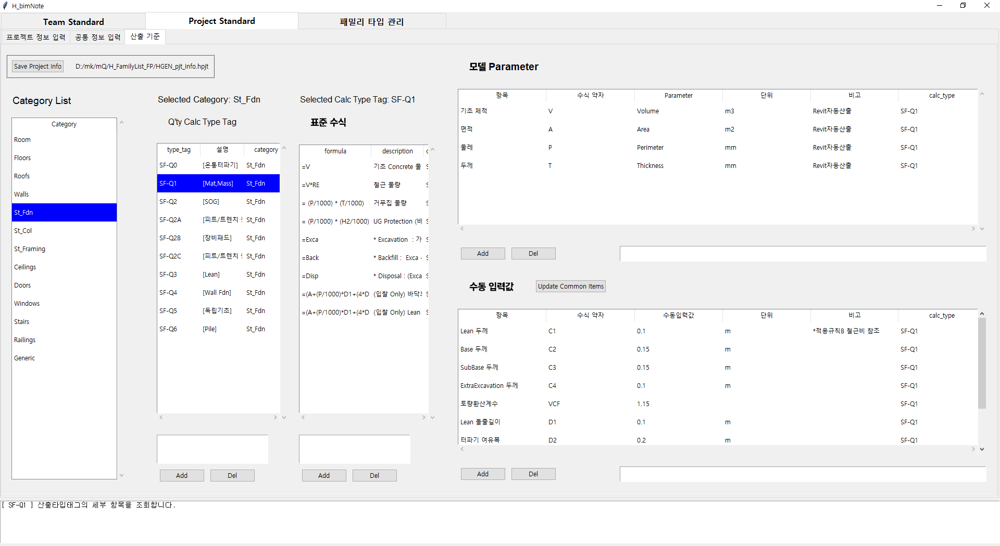 H_bimNote
Team Standard
Project Standard
패밀리 타입 관리
프로젝트 정보 입력
공통 정보 입력
산출 기준
Save Project Info
D:/mk/mQ/H_FamilyList_FP/HGEN_pjt_info.hpjt
Category List
Category
Room
Floors
Roofs
Walls
St_Fdn
St_Col
St_Framing
Ceilings
Doors
Windows
Stairs
Railings
Generic
Selected Category: St_Fdn
Q'ty Calc Type Tag
type_tag 설명 category
SF-Q0 [온통터파기] St_Fdn
SF-Q1 [Mat,Mass] St_Fdn
SF-Q2 [SOG] St_Fdn
SF-Q2A [피트/트렌치 St_Fdn
SF-Q2B [장비패드] St_Fdn
SF-Q2C [피트/트렌치 St_Fdn
SF-Q3 [Lean] St_Fdn
SF-Q4 [Wall Fdn] St_Fdn
SF-Q5 [독립기초] St_Fdn
SF-Q6 [Pile] St_Fdn
Add Del
Selected Calc Type Tag: SF-Q1
표준 수식
formula description
=V 기초 Concrete 물
=V*RE 철근 물량
= (P/1000) * (T/1000) 거푸집 물량
= (P/1000) * (H2/1000) UG Protection (바
=Exca * Excavation : 가
=Back * Backfill : Exca -
=Disp * Disposal : (Exca
=(A+(P/1000)*D1+(4*D (입찰 Only) 바닥
=(A+(P/1000)*D1+(4*D (입찰 Only) Lean
Add Del
모델 Parameter
항목 수식 약자 Parameter 단위 비고 calc_type
기초 체적 V Volume m3 Revit자동산출 SF-Q1
면적 A Area m2 Revit자동산출 SF-Q1
둘레 P Perimeter mm Revit자동산출 SF-Q1
두께 T Thickness mm Revit자동산출 SF-Q1
Add Del
수동 입력값
Update Common Items
항목 수식 약자 수동입력값 단위 비고 calc_type
Lean 두께 C1 0.1 m *적용규칙B 철근비 참조 SF-Q1
Base 두께 C2 0.15 m SF-Q1
SubBase 두께 C3 0.15 m SF-Q1
ExtraExcavation 두께 C4 0.1 m SF-Q1
토량환산계수 VCF 1.15 SF-Q1
Lean 돌출길이 D1 0.1 m SF-Q1
터파기 여유폭 D2 0.2 m SF-Q1
Add Del
[ SF-Q1 ] 산출타입태그의 세부 항목을 조회합니다.